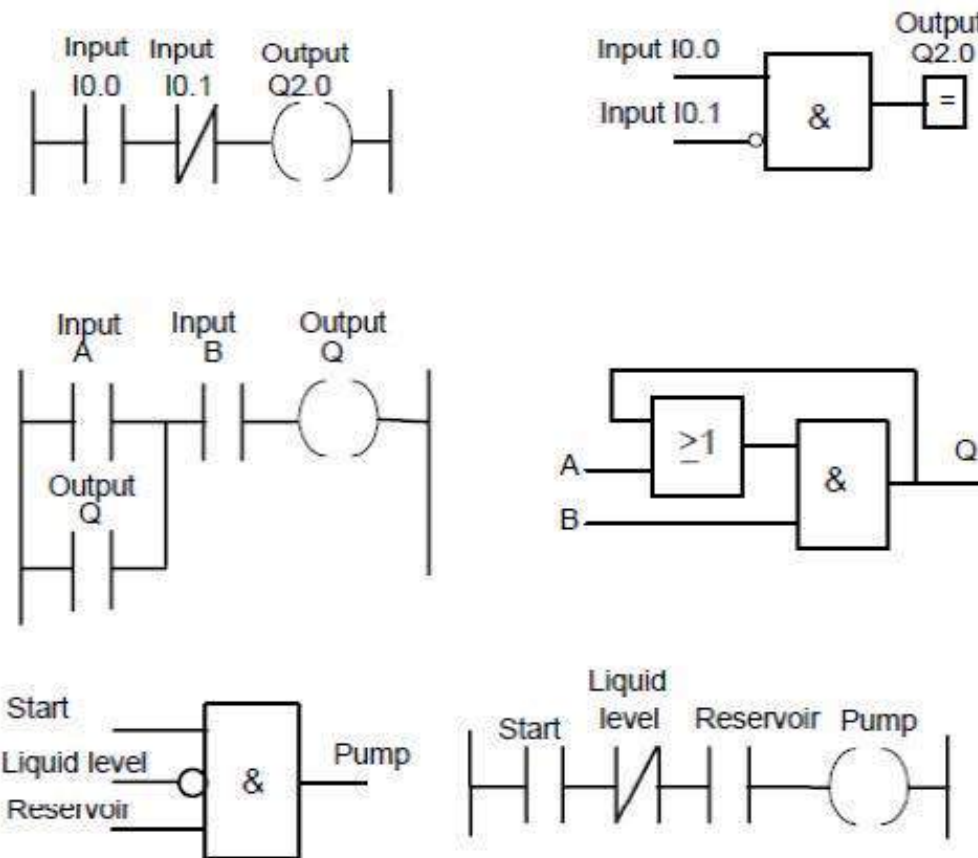 Input Input Output
I0.0 I0.1 Q2.0
Output
Q2.0
Input I0.0
=
Input I0.1
&
Input Input Output
A B Q
Output
Q
≥1
A
&
Q
B
Start
Liquid level
Reservoir
&
Pump
Liquid
level
Start
Reservoir
Pump